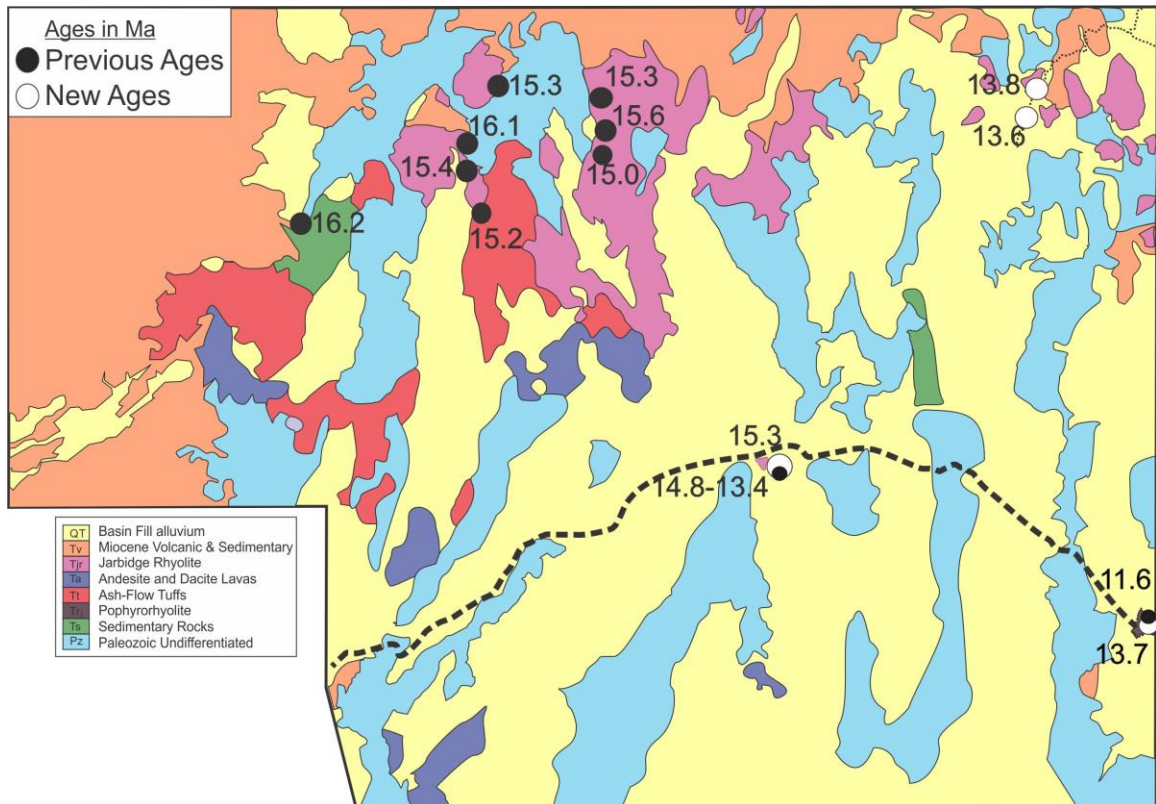 Ages in Ma
Previous Ages
New Ages
15.3
15.3
13.8
15.6
16.1
13.6
15.4
15.0
16.2
15.2
15.3
14.8-13.4
11.6
13.7
QT Basin Fill alluvium
Tv Miocene Volcanic & Sedimentary
Tjr Jarbidge Rhyolite
Ta Andesite and Dacite Lavas
Tt Ash-Flow Tuffs
Pophyrorhyolite
Ts Sedimentary Rocks
Pz Paleozoic Undifferentiated